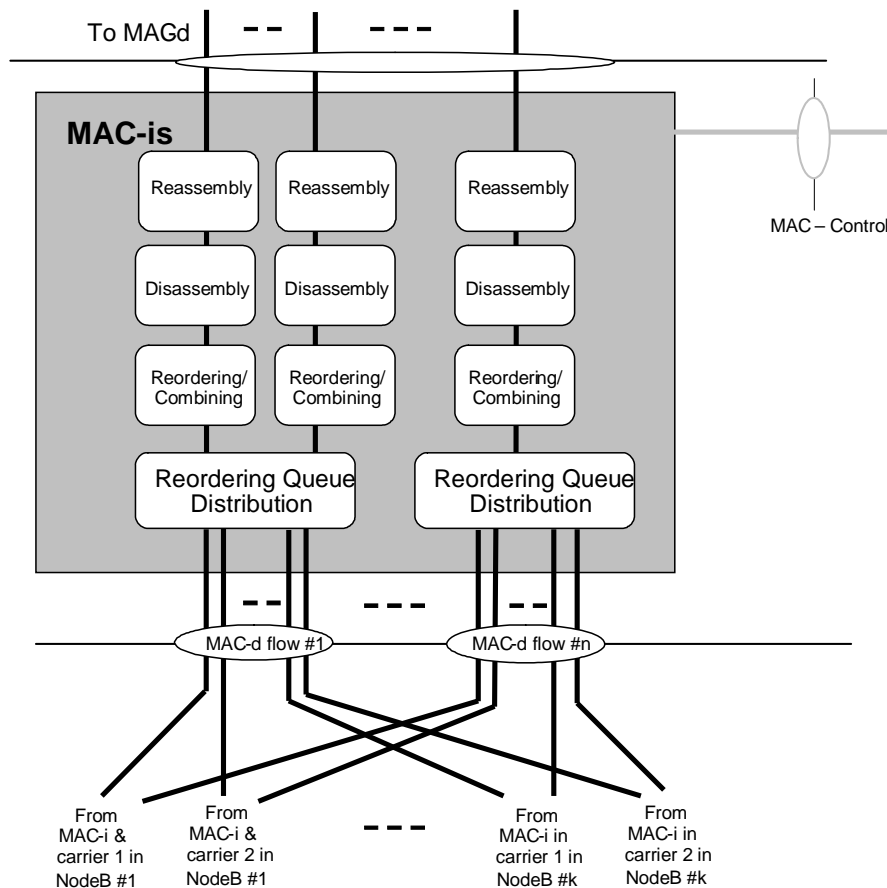 To MAGd
MAC-is
MAC – Control
Reassembly
Reassembly
Reassembly
Disassembly
Disassembly
Disassembly
Reordering/
Combining
Reordering/
Combining
Reordering/
Combining
Reordering Queue
Distribution
Reordering Queue
Distribution
MAC-d flow #1
MAC-d flow #n
From
MAC-i &
carrier 1 in
NodeB #1
From
MAC-i &
carrier 2 in
NodeB #1
From
MAC-i in
carrier 1 in
NodeB #k
From
MAC-i in
carrier 2 in
NodeB #k